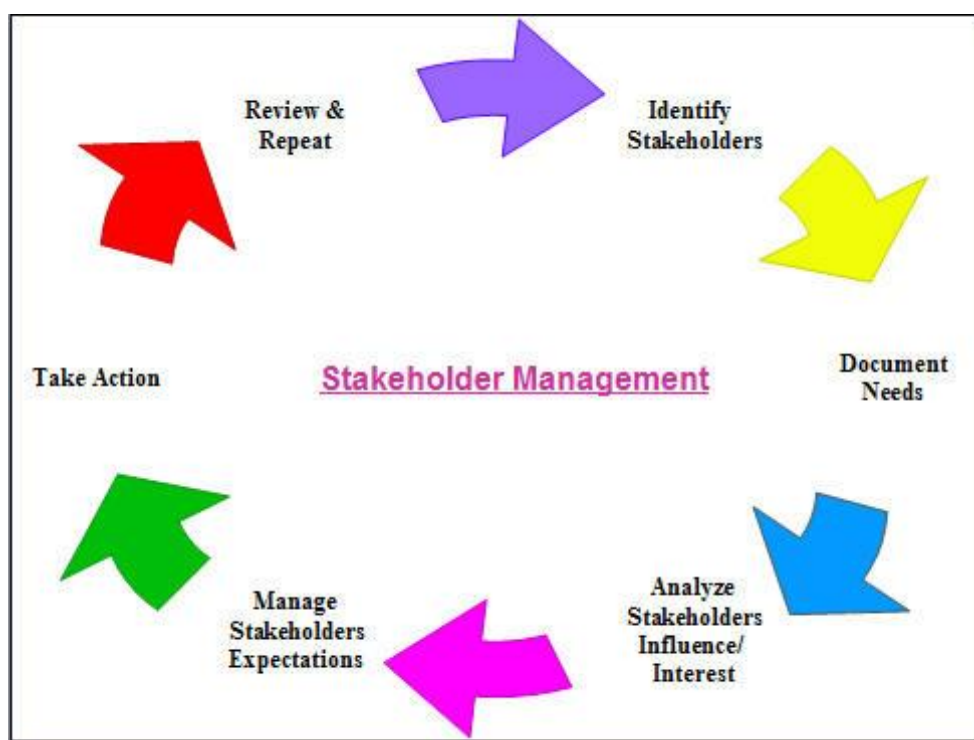 Review &
Repeat
Identify
Stakeholders
Take Action
Stakeholder Management
Document
Needs
Manage
Stakeholders
Expectations
Analyze
Stakeholders
Influence/
Interest